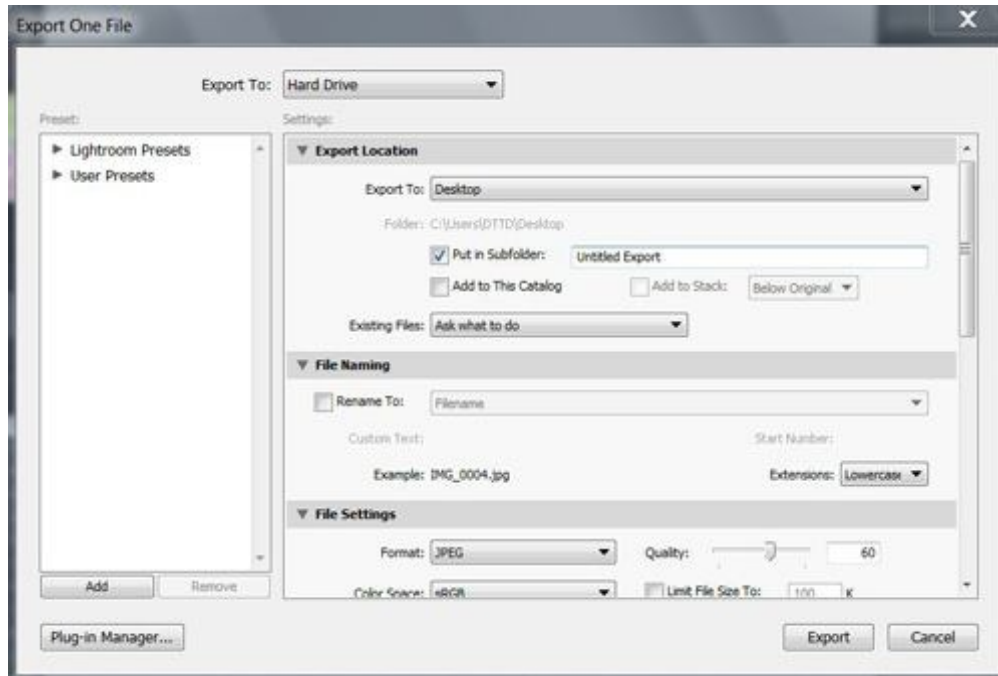 Export One File
Export To: Hard Drive
Preset:
Settings:
Lightroom Presets
User Presets
Export Location
Export To: Desktop
Folder: C:\Users\DTTD\Desktop
Put in Subfolder: Untitled Export
Add to This Catalog Add to Stack: Below Original
Existing Files: Ask what to do
File Naming
Rename To: Filename
Custom Text: Start Number:
Example: IMG_0004.jpg Extensions: Lowercase
File Settings
Format: JPEG Quality: 60
Color Space: sRGB Limit File Size To: 100 K
Add Remove
Plug-in Manager... Export Cancel